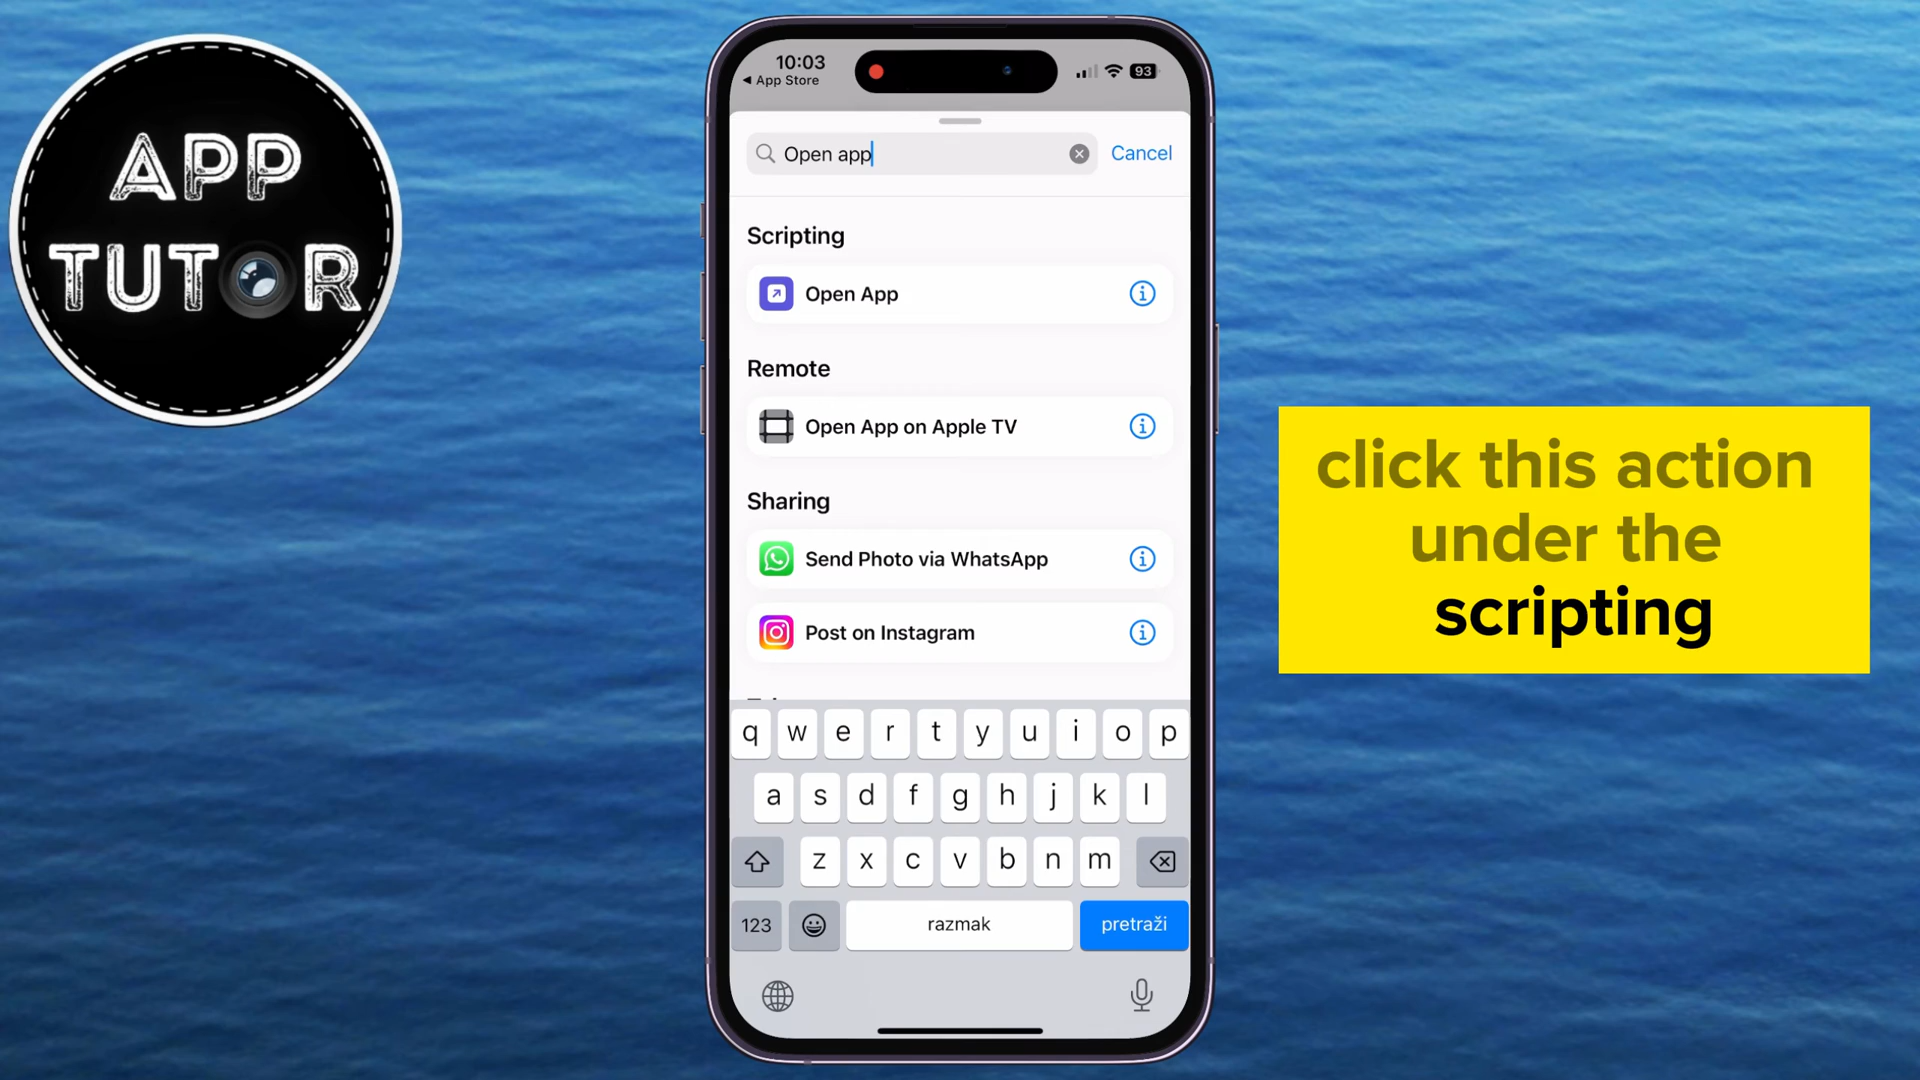 APP
TUTOR
10:03
App Store
93
Open app
Cancel
Scripting
Open App
Remote
Open App on Apple TV
Sharing
Send Photo via WhatsApp
Post on Instagram
q w e r t y u i o p
a s d f g h j k l
z x c v b n m
123
razmak
pretraži
click this action
under the
scripting